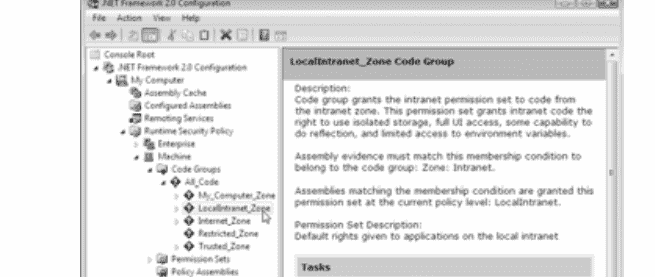 .NET Framework 2.0 Configuration
File Action View Help
Console Root
.NET Framework 2.0 Configuration
My Computer
Assembly Cache
Configured Assemblies
Remoting Services
Runtime Security Policy
Enterprise
Machine
Code Groups
All_Code
My_Computer_Zone
LocalIntranet_Zone
Internet_Zone
Restricted_Zone
Trusted_Zone
Permission Sets
Policy Assemblies
LocalIntranet_Zone Code Group
Description:
Code group grants the intranet permission set to code from
the intranet zone. This permission set grants intranet code the
right to use isolated storage, full UI access, some capability to
do reflection, and limited access to environment variables.
Assembly evidence must match this membership condition to
belong to the code group: Zone: Intranet.
Assemblies matching the membership condition are granted this
permission set at the current policy level: LocalIntranet.
Permission Set Description:
Default rights given to applications on the local intranet
Tasks